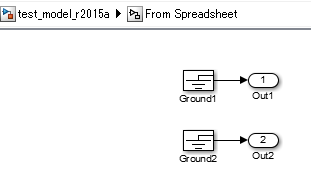 test_model_r2015a From Spreadsheet
1
Ground1 Out1
2
Ground2 Out2